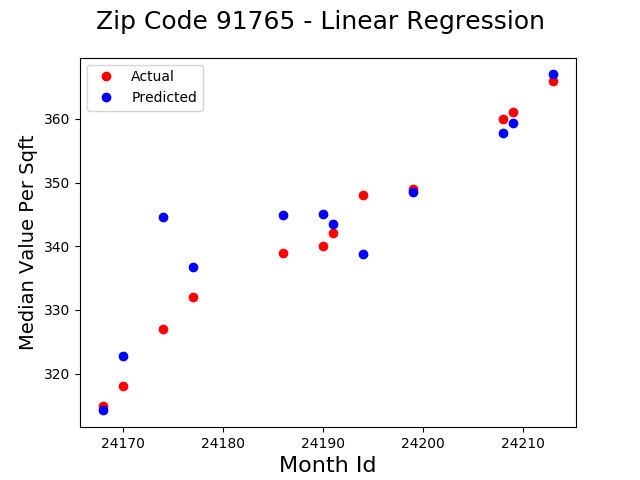 Zip Code 91765 - Linear Regression
Actual
Predicted
Median Value Per Sqft
360
350
340
330
320
24170 24180 24190 24200 24210
Month Id